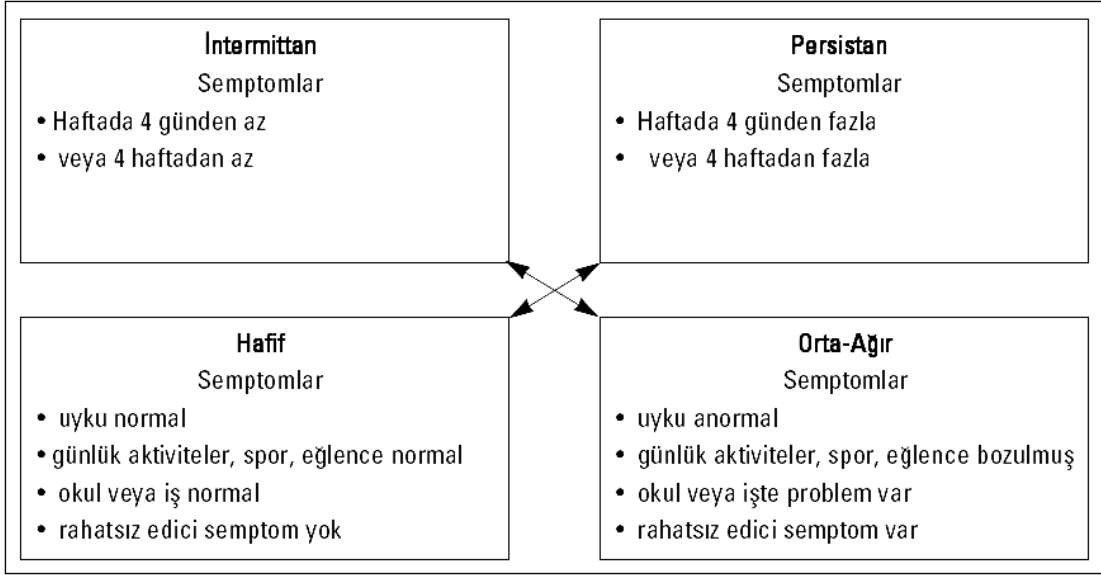 İntermittan
Semptomlar
• Haftada 4 günden az
• veya 4 haftadan az
Persistan
Semptomlar
• Haftada 4 günden fazla
• veya 4 haftadan fazla
Hafif
Semptomlar
• uyku normal
• günlük aktiviteler, spor, eğlence normal
• okul veya iş normal
• rahatsız edici semptom yok
Orta-Ağır
Semptomlar
• uyku anormal
• günlük aktiviteler, spor, eğlence bozulmuş
• okul veya işte problem var
• rahatsız edici semptom var